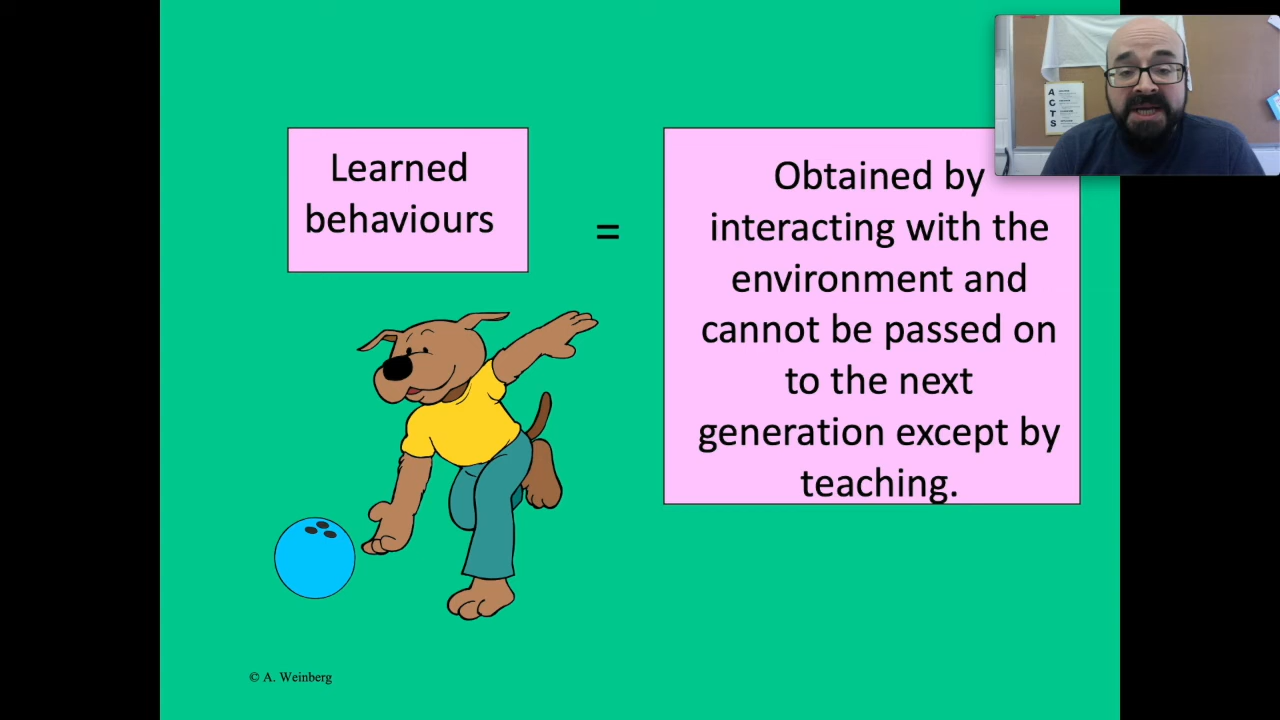 Learned
behaviours
=
Obtained by
interacting with the
environment and
cannot be passed on
to the next
generation except by
teaching.
A
C
T
S
© A. Weinberg